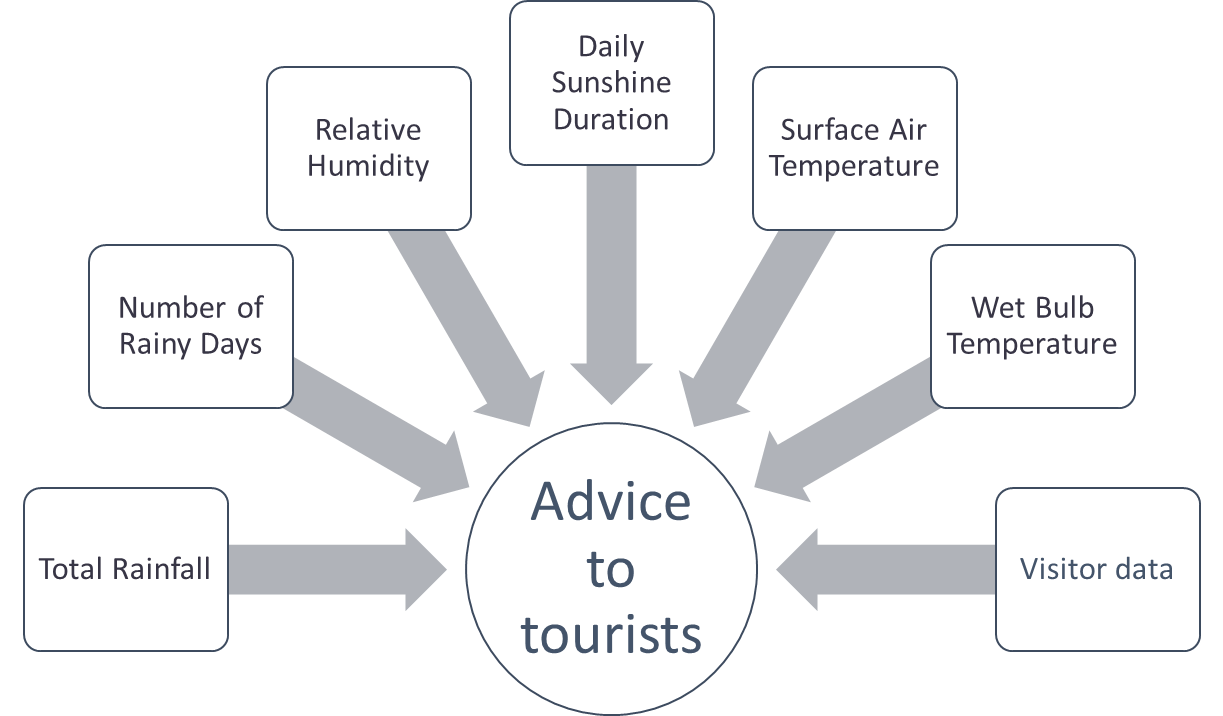 Daily
Sunshine
Duration
Relative
Humidity
Surface Air
Temperature
Number of
Rainy Days
Wet Bulb
Temperature
Total Rainfall
Advice
to
tourists
Visitor data